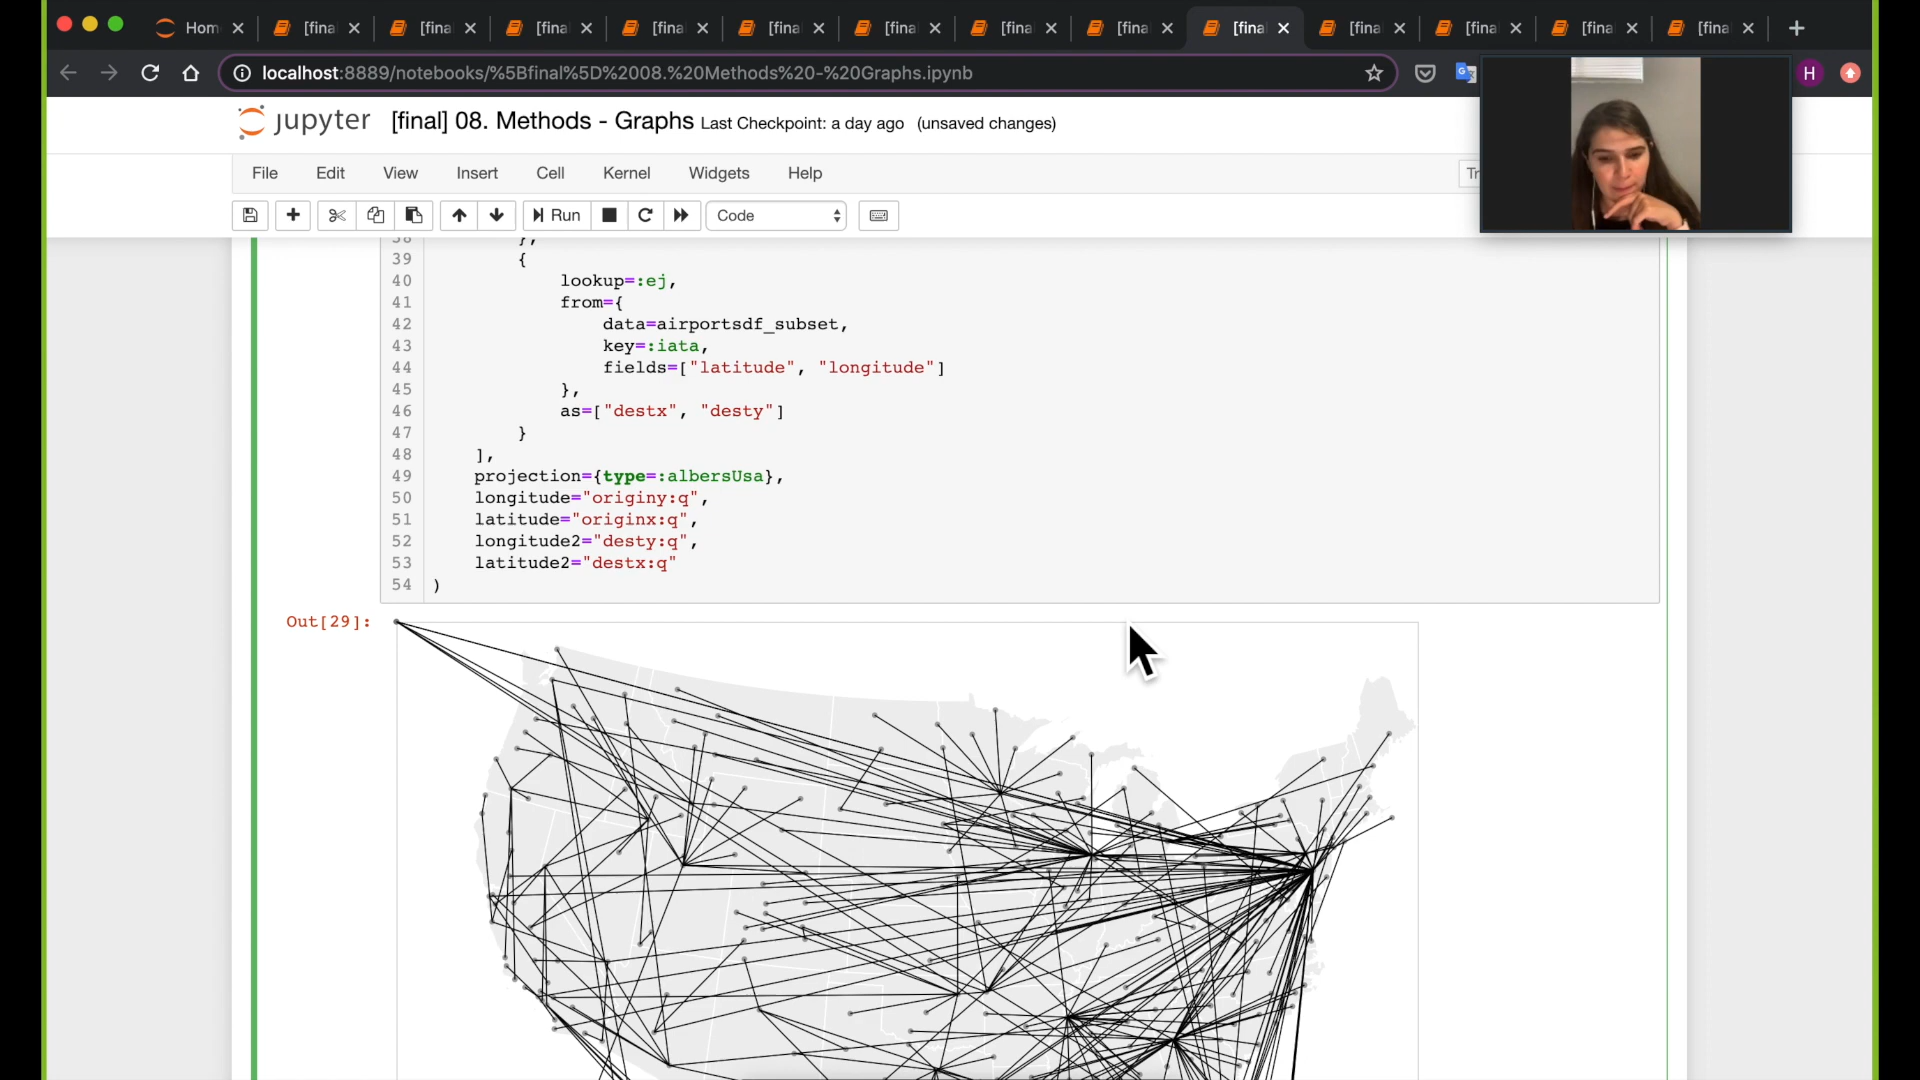 Hom
[fina
[fina
[fina
[fina
[fina
[fina
[fina
[fina
[fina
[fina
[fina
[fina
[fina
localhost:8889/notebooks/%5Bfinal%5D%2008.%20Methods%20-%20Graphs.ipynb
H
jupyter [final] 08. Methods - Graphs Last Checkpoint: a day ago (unsaved changes)
File Edit View Insert Cell Kernel Widgets Help
Tr
Run Code
38 },
39 {
40 lookup=:ej,
41 from={
42 data=airportsdf_subset,
43 key=:iata,
44 fields=["latitude", "longitude"]
45 },
46 as=["destx", "desty"]
47 }
48 ],
49 projection={type=:albersUsa},
50 longitude="originy:q",
51 latitude="originx:q",
52 longitude2="desty:q",
53 latitude2="destx:q"
54 )
Out[29]: